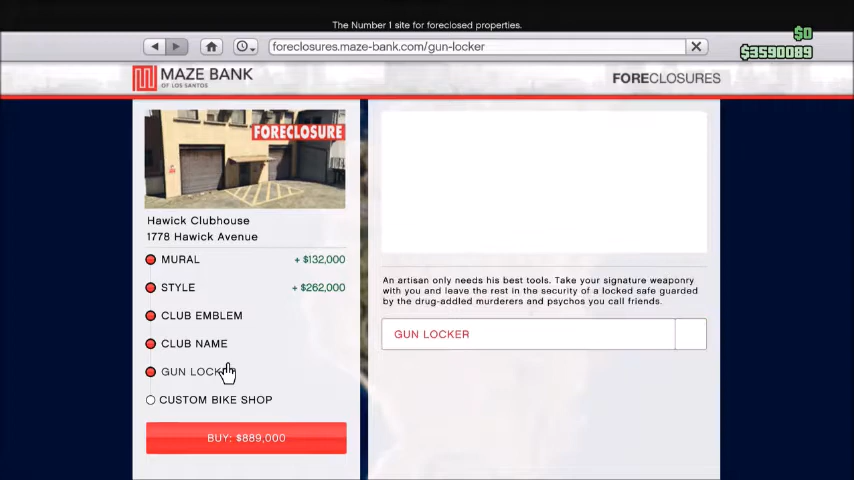 The Number 1 site for foreclosed properties.
$0
$3590089
foreclosures.maze-bank.com/gun-locker
MAZE BANK
OF LOS SANTOS
FORECLOSURES
FORECLOSURE
Hawick Clubhouse
1778 Hawick Avenue
MURAL + $132,000
STYLE + $262,000
CLUB EMBLEM
CLUB NAME
GUN LOCK
CUSTOM BIKE SHOP
BUY: $889,000
An artisan only needs his best tools. Take your signature weaponry
with you and leave the rest in the security of a locked safe guarded
by the drug-addled murderers and psychos you call friends.
GUN LOCKER